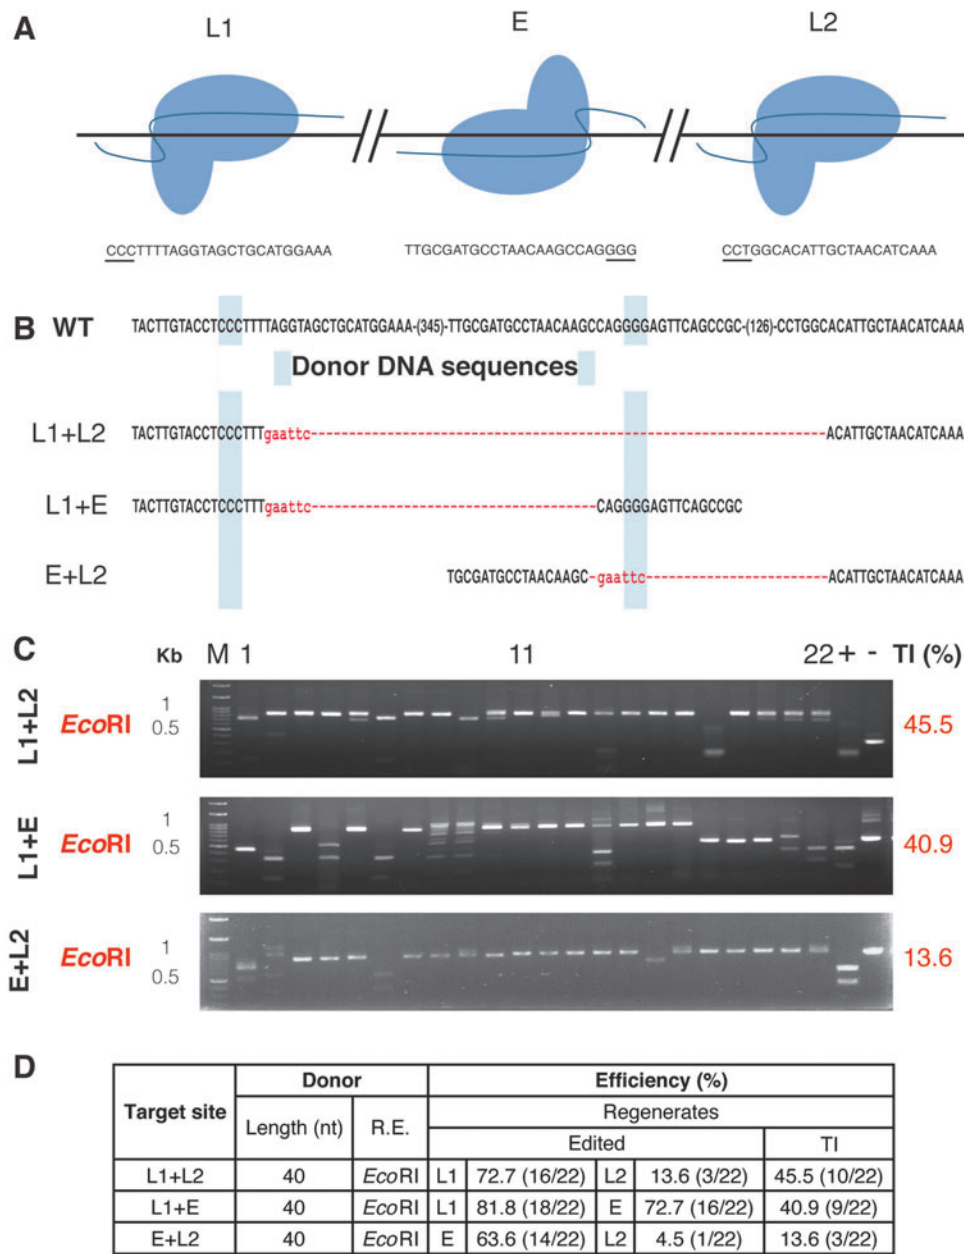 A
L1 E L2
CCCTTTTAGGTAGCTGCATGGAAA TTGCGATGCCTAACAAGCCAGGGG CCTGGCACATTGCTAACATCAAA
B WT TACTTGTACCTCCCTTTTAGGTAGCTGCATGGAAA-(345)-TTGCGATGCCTAACAAGCCAGGGGAGTTCAGCCGC-(126)-CCTGGCACATTGCTAACATCAAA
Donor DNA sequences
L1+L2 TACTTGTACCTCCCTTTgaattc------------------------------------------------------------------ACATTGCTAACATCAAA
L1+E TACTTGTACCTCCCTTTgaattc------------------------------------CAGGGGAGTTCAGCCGC
E+L2 TGCGATGCCTAACAAGC-gaattc-----------------------ACATTGCTAACATCAAA
C Kb M 1 11 22 + - TI (%)
L1+L2 EcoRI 1 0.5 45.5
L1+E EcoRI 1 0.5 40.9
E+L2 EcoRI 1 0.5 13.6
D
Target site Donor Efficiency (%)
Length (nt) R.E. Regenerates
Edited TI
L1+L2 40 EcoRI L1 72.7 (16/22) L2 13.6 (3/22) 45.5 (10/22)
L1+E 40 EcoRI L1 81.8 (18/22) E 72.7 (16/22) 40.9 (9/22)
E+L2 40 EcoRI E 63.6 (14/22) L2 4.5 (1/22) 13.6 (3/22)